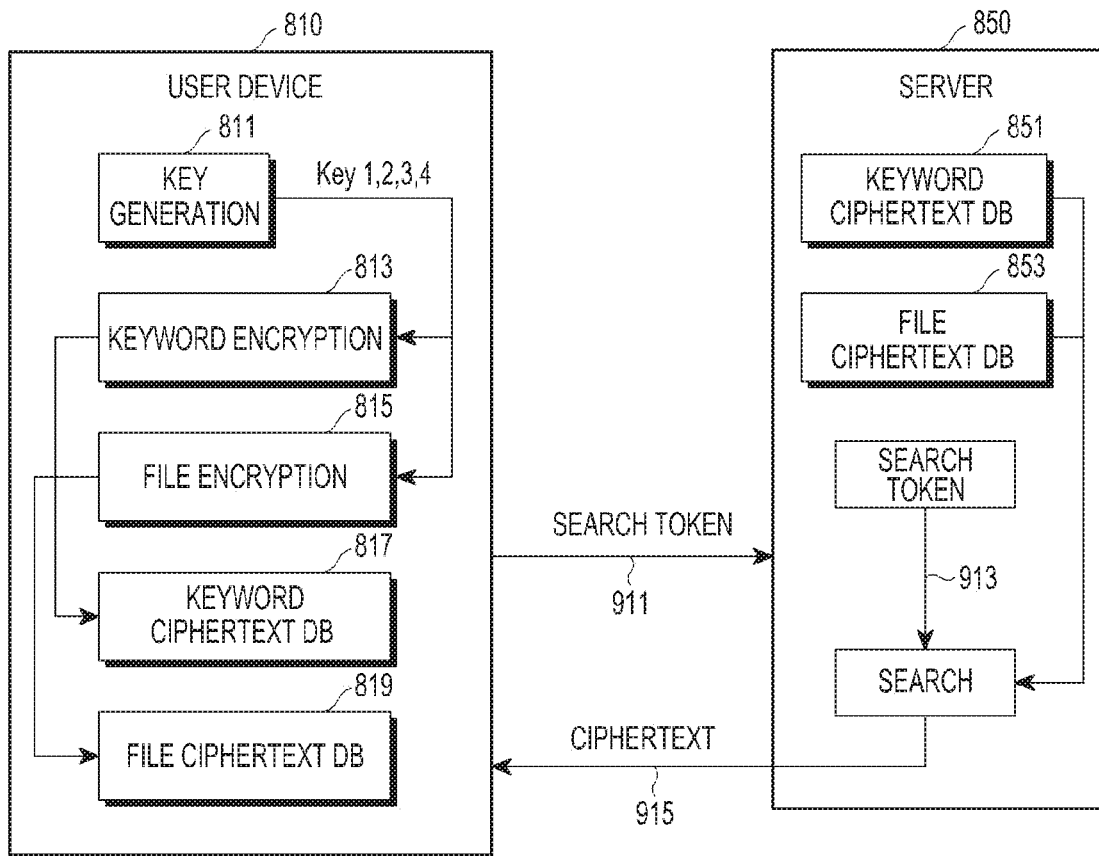 810
850
USER DEVICE
SERVER
811
KEY
GENERATION
Key 1,2,3,4
851
KEYWORD
CIPHERTEXT DB
813
KEYWORD ENCRYPTION
853
FILE
CIPHERTEXT DB
815
FILE ENCRYPTION
SEARCH
TOKEN
SEARCH TOKEN
911
913
817
KEYWORD
CIPHERTEXT DB
SEARCH
819
FILE CIPHERTEXT DB
CIPHERTEXT
915